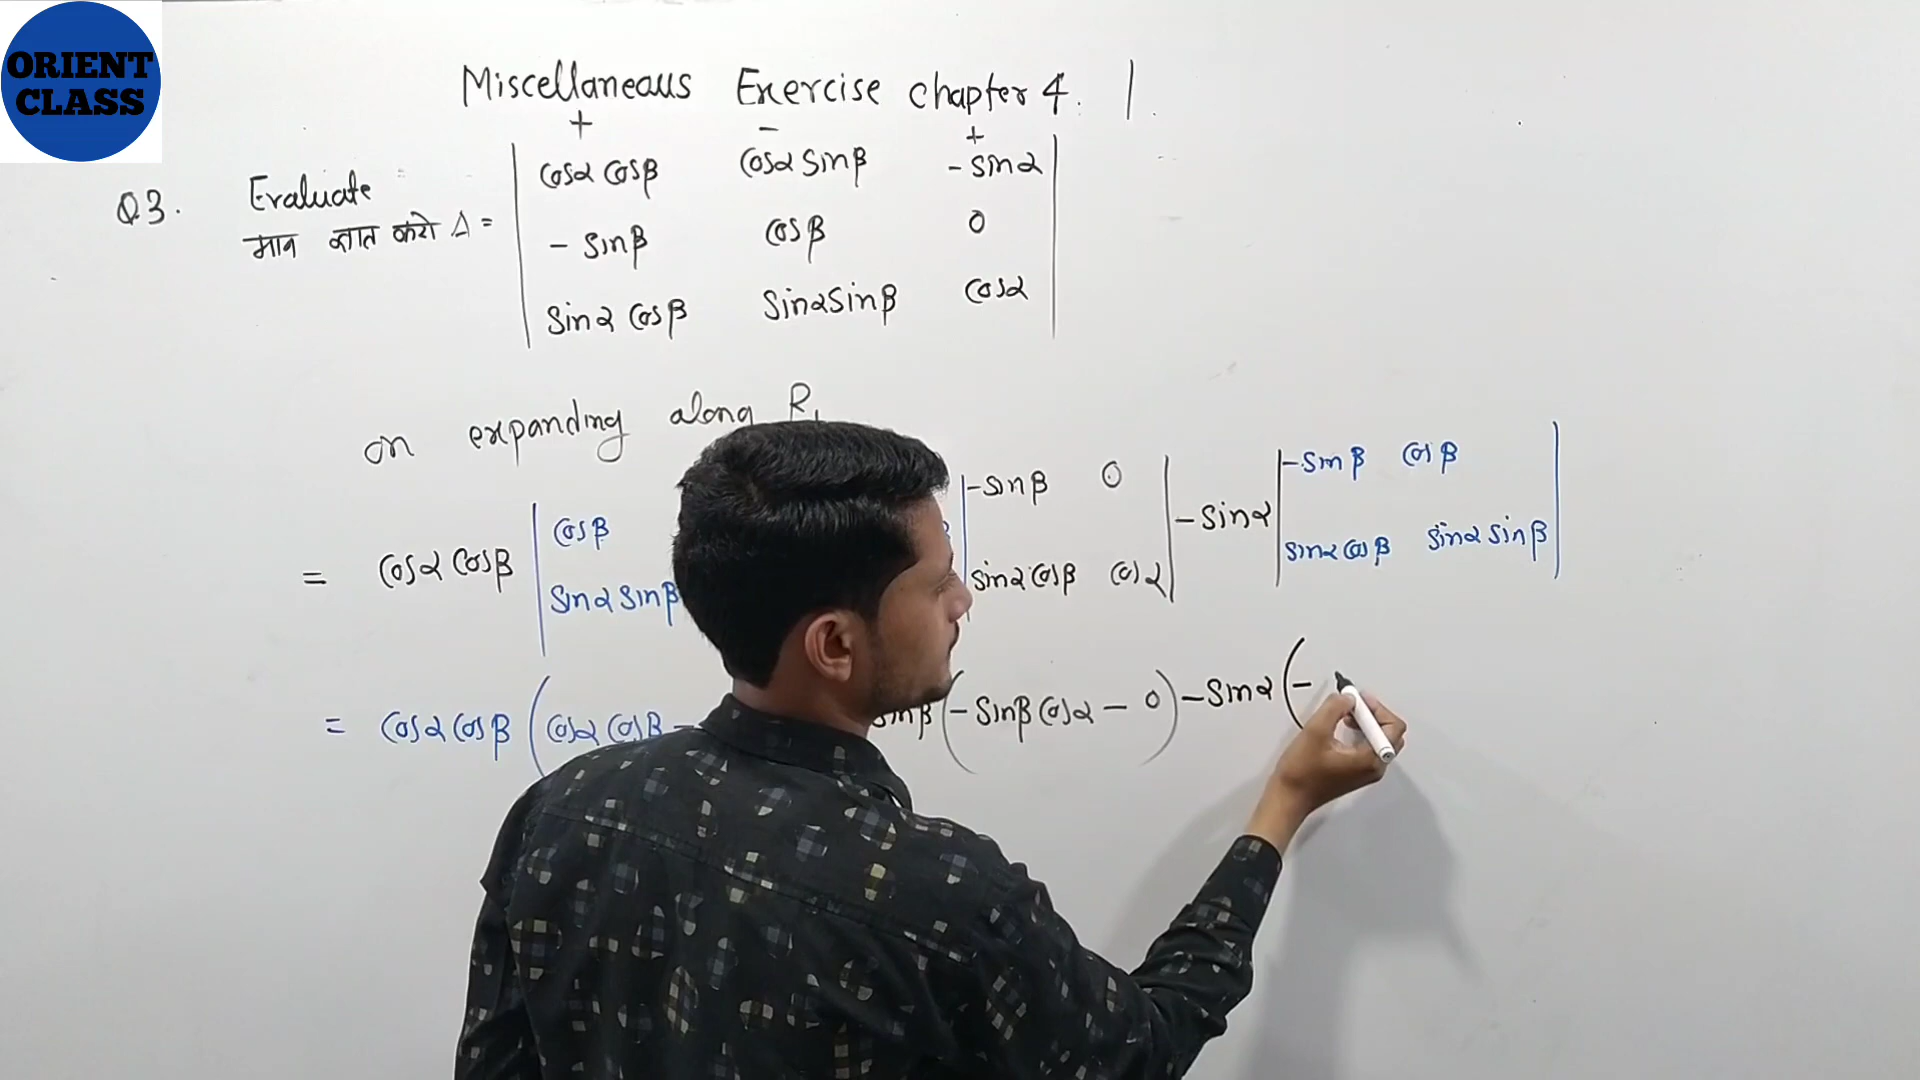 ORIENT
CLASS
Miscellaneous Exercise chapter 4. |
+ - +
Q3. Evaluate
मान ज्ञात करो Δ =
cosα cosβ cosα sinβ - sinα
- sinβ cosβ 0
sinα cosβ sinα sinβ cosα
on expanding along R₁
= cosα cosβ | cosβ
sinα sinβ
| -sinβ 0 | - sinα | -sinβ cosβ |
sinα cosβ cosα
sinα cosβ sinα sinβ
= cosα cosβ ( cosα cosβ - sinβ ( - sinβ cosα - 0 ) - sinα ( -